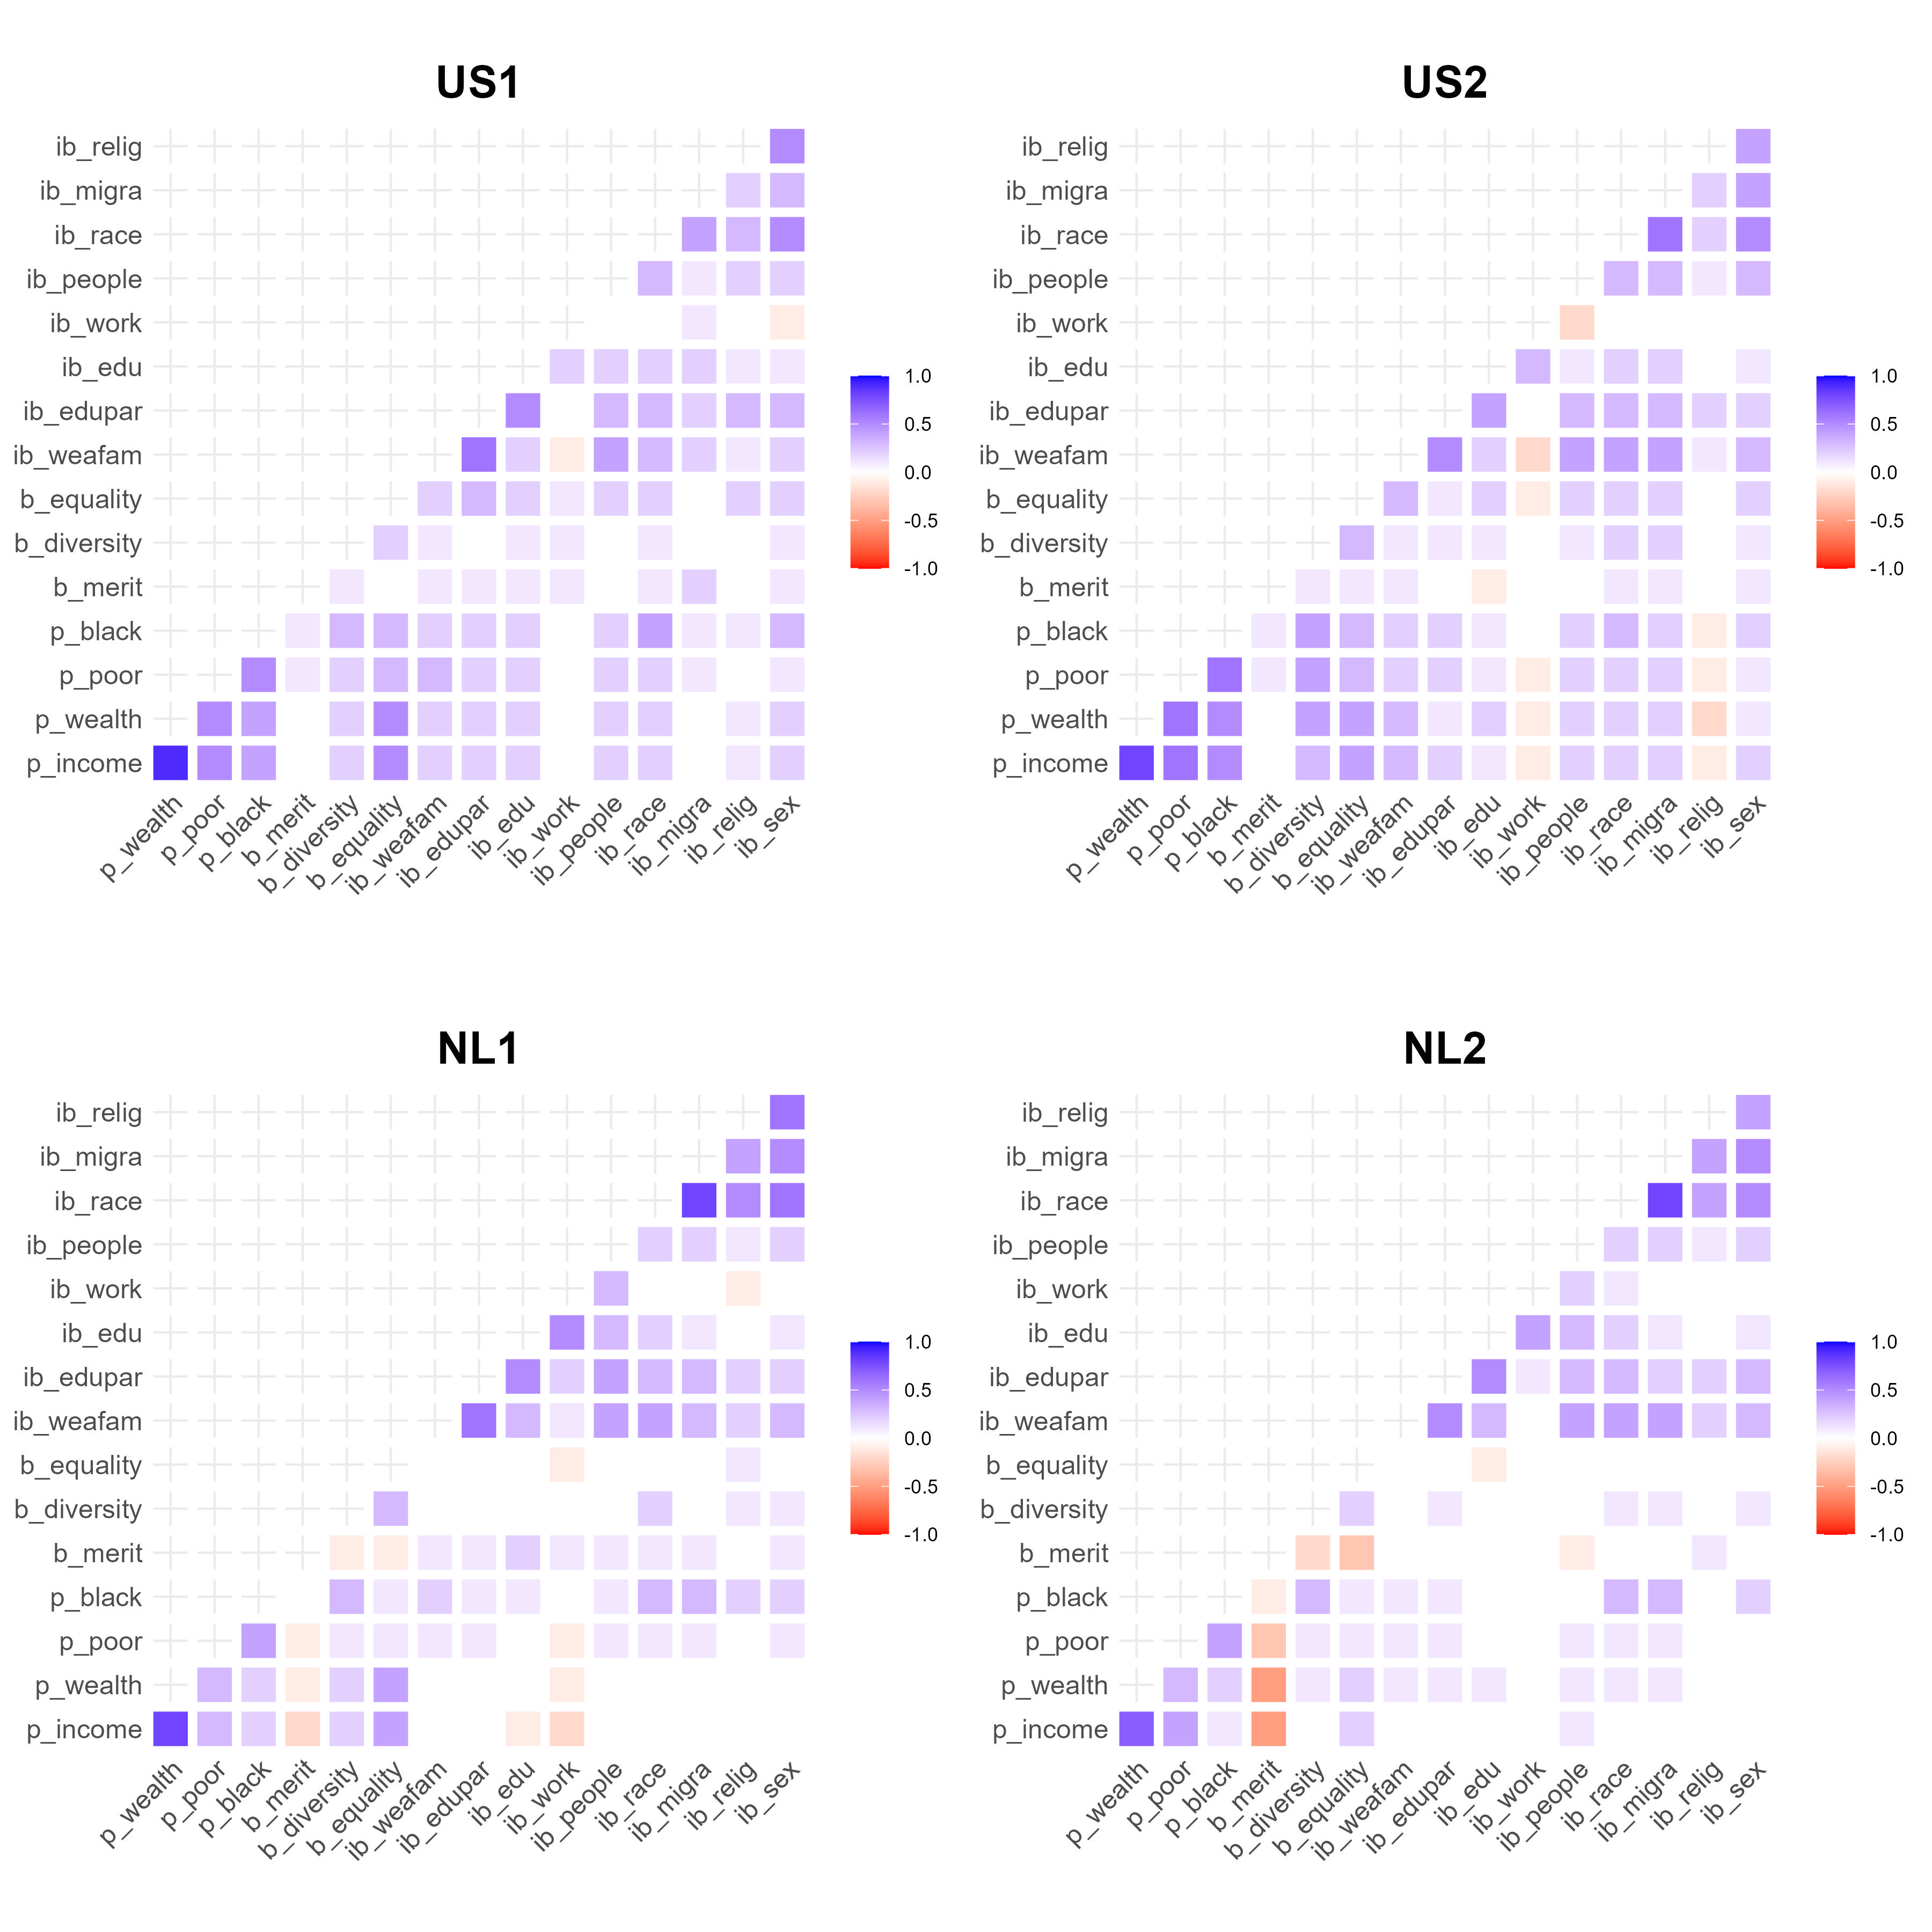 US1
ib_relig
ib_migra
ib_race
ib_people
ib_work
ib_edu
ib_edupar
ib_weafam
b_equality
b_diversity
b_merit
p_black
p_poor
p_wealth
p_income
p_wealth
p_poor
p_black
b_merit
b_diversity
b_equality
ib_weafam
ib_edupar
ib_edu
ib_work
ib_people
ib_race
ib_migra
ib_relig
ib_sex
1.0
0.5
0.0
-0.5
-1.0
US2
ib_relig
ib_migra
ib_race
ib_people
ib_work
ib_edu
ib_edupar
ib_weafam
b_equality
b_diversity
b_merit
p_black
p_poor
p_wealth
p_income
p_wealth
p_poor
p_black
b_merit
b_diversity
b_equality
ib_weafam
ib_edupar
ib_edu
ib_work
ib_people
ib_race
ib_migra
ib_relig
ib_sex
1.0
0.5
0.0
-0.5
-1.0
NL1
ib_relig
ib_migra
ib_race
ib_people
ib_work
ib_edu
ib_edupar
ib_weafam
b_equality
b_diversity
b_merit
p_black
p_poor
p_wealth
p_income
p_wealth
p_poor
p_black
b_merit
b_diversity
b_equality
ib_weafam
ib_edupar
ib_edu
ib_work
ib_people
ib_race
ib_migra
ib_relig
ib_sex
1.0
0.5
0.0
-0.5
-1.0
NL2
ib_relig
ib_migra
ib_race
ib_people
ib_work
ib_edu
ib_edupar
ib_weafam
b_equality
b_diversity
b_merit
p_black
p_poor
p_wealth
p_income
p_wealth
p_poor
p_black
b_merit
b_diversity
b_equality
ib_weafam
ib_edupar
ib_edu
ib_work
ib_people
ib_race
ib_migra
ib_relig
ib_sex
1.0
0.5
0.0
-0.5
-1.0